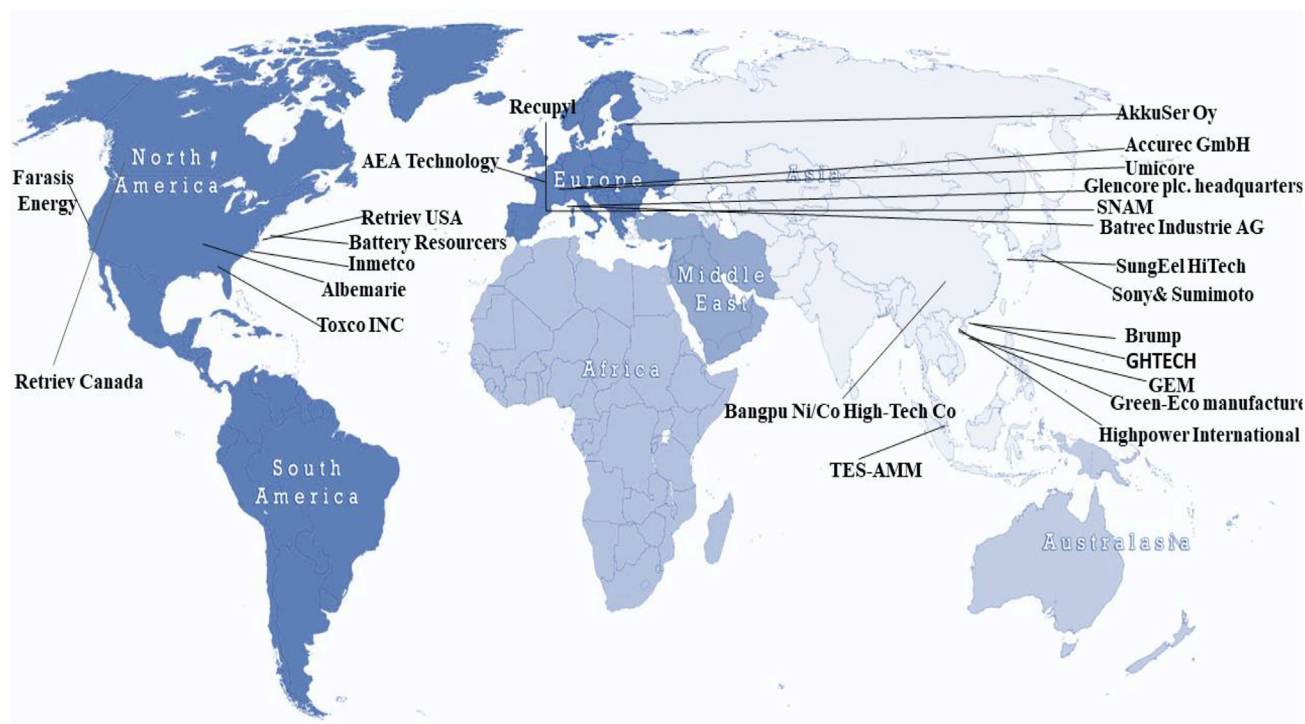 Recupyl
AkkuSer Oy
Accurec GmbH
AEA Technology
North
America
Umicore
Europe
Asia
Farasis
Energy
Glencore plc. headquarters
SNAM
Retriev USA
Batrec Industrie AG
Battery Resourcers
Inmetco
SungEel HiTech
Middle
East
Albemarie
Sony& Sumimoto
Toxco INC
Brump
GHTECH
Africa
Retriev Canada
GEM
Green-Eco manufacture
Bangpu Ni/Co High-Tech Co
Highpower International
South
America
TES-AMM
Australasia